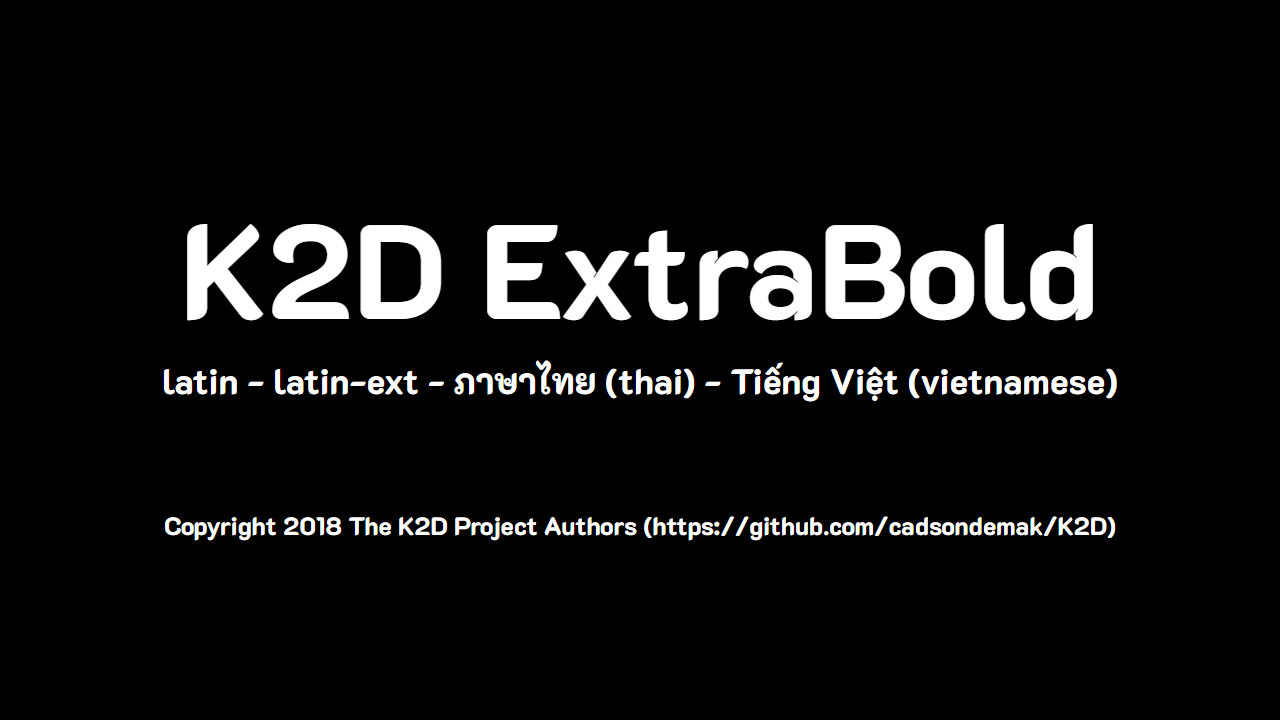 K2D ExtraBold
latin - latin-ext - ภาษาไทย (thai) - Tiếng Việt (vietnamese)
Copyright 2018 The K2D Project Authors (https://github.com/cadsondemak/K2D)